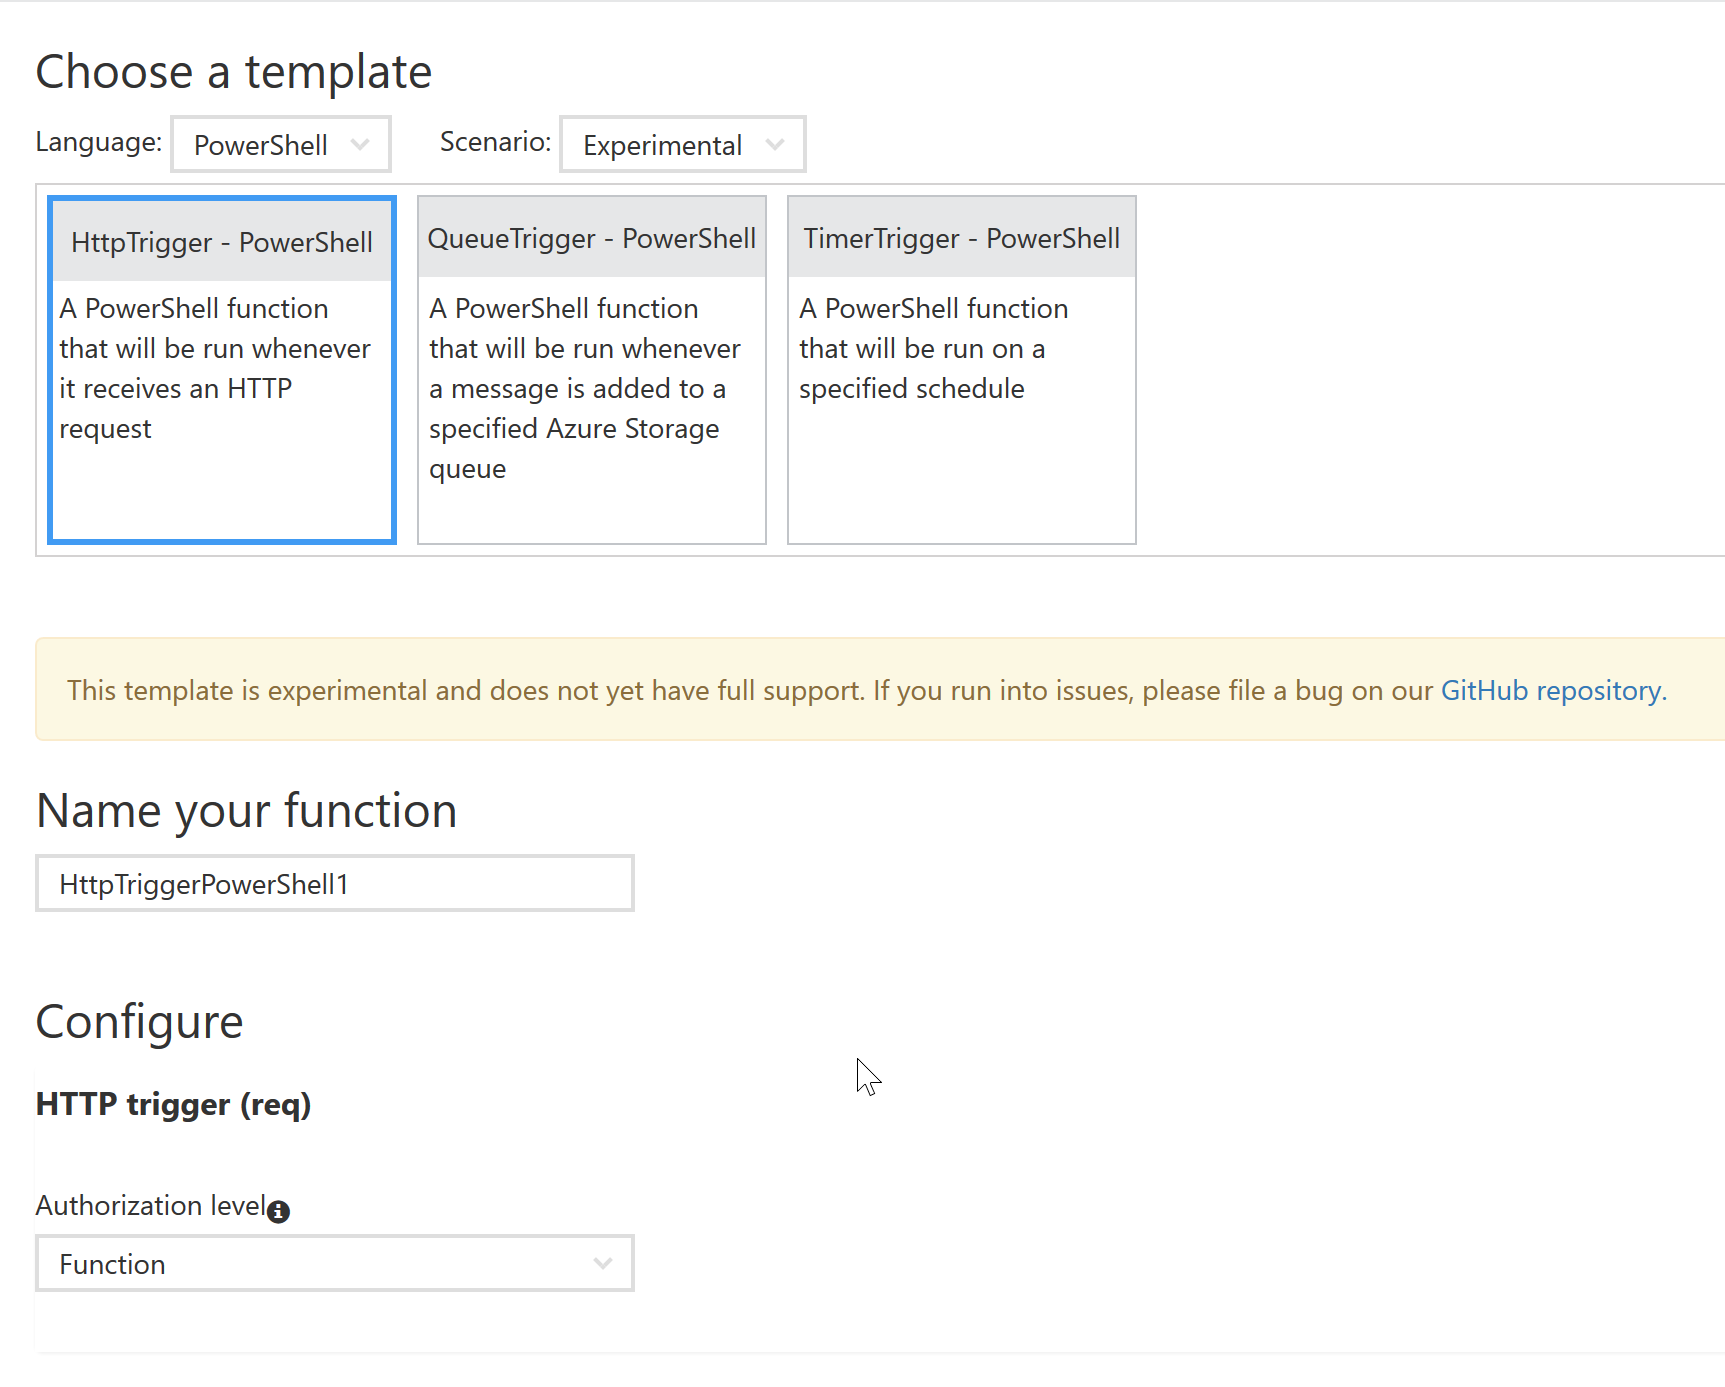 Choose a template
Language: PowerShell Scenario: Experimental
HttpTrigger - PowerShell
A PowerShell function
that will be run whenever
it receives an HTTP
request
QueueTrigger - PowerShell
A PowerShell function
that will be run whenever
a message is added to a
specified Azure Storage
queue
TimerTrigger - PowerShell
A PowerShell function
that will be run on a
specified schedule
This template is experimental and does not yet have full support. If you run into issues, please file a bug on our GitHub repository.
Name your function
HttpTriggerPowerShell1
Configure
HTTP trigger (req)
Authorization level
Function